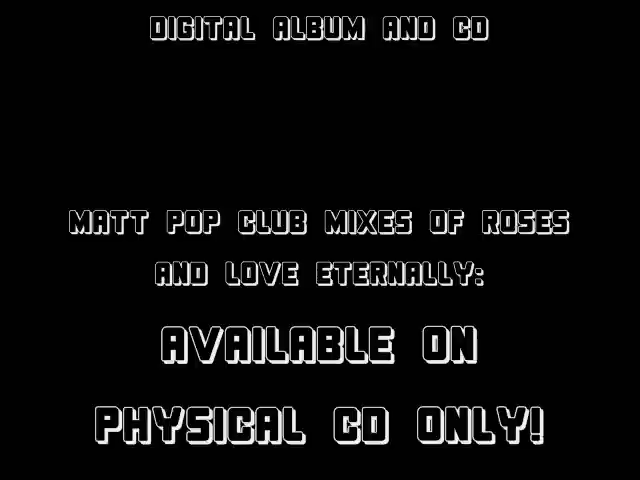 DIGITAL ALBUM AND CD
MATT POP CLUB MIXES OF ROSES
AND LOVE ETERNALLY:
AVAILABLE ON
PHYSICAL CD ONLY!